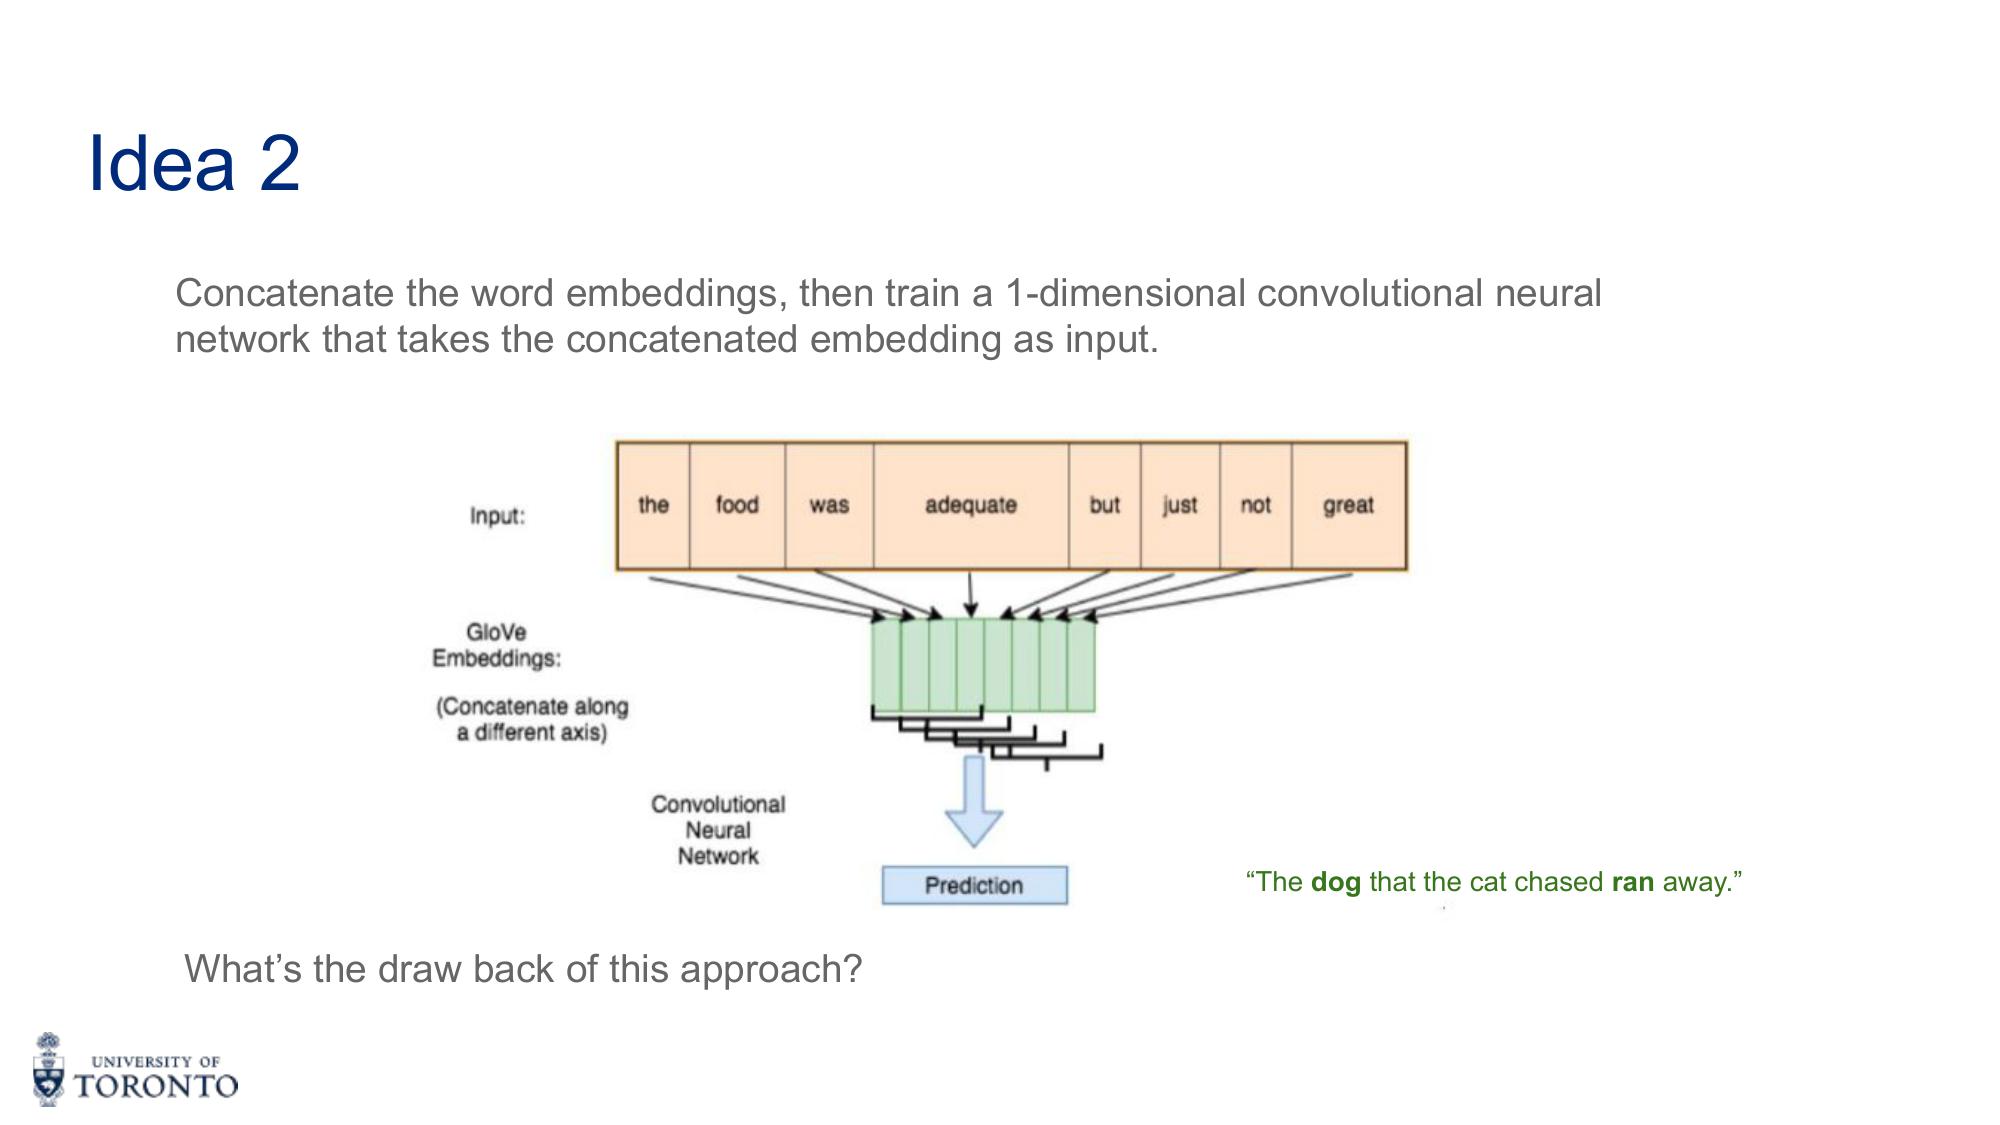 Idea 2
Concatenate the word embeddings, then train a 1-dimensional convolutional neural
network that takes the concatenated embedding as input.
Input:
the food was adequate but just not great
GloVe
Embeddings:
(Concatenate along
a different axis)
Convolutional
Neural
Network
Prediction
“The dog that the cat chased ran away.”
What’s the draw back of this approach?
UNIVERSITY OF
TORONTO